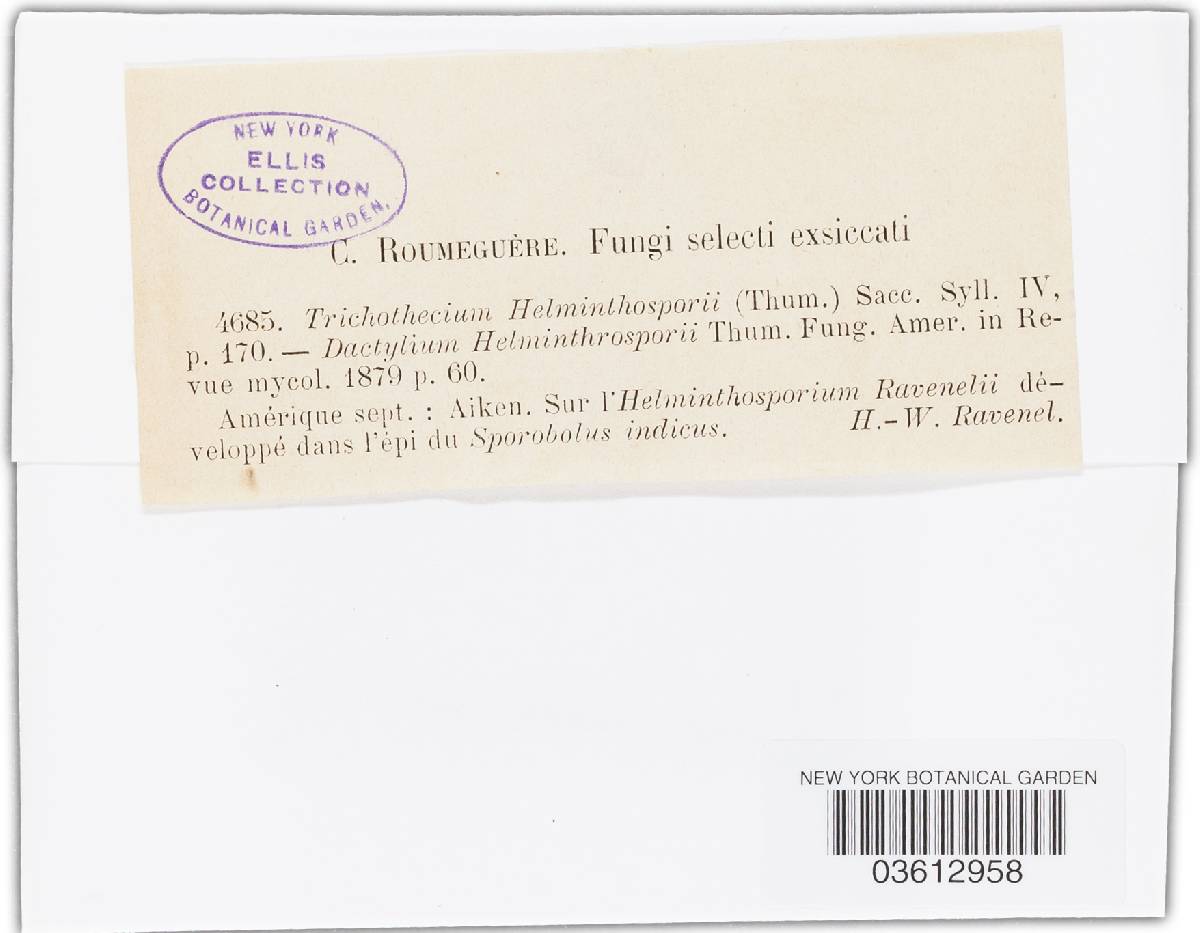 NEW YORK
ELLIS
COLLECTION
BOTANICAL GARDEN.
C. ROUMEGUÈRE. Fungi selecti exsiccati
4685. Trichothecium Helminthosporii (Thum.) Sacc. Syll. IV,
p. 170. — Dactylium Helminthrosporii Thum. Fung. Amer. in Re-
vue mycol. 1879 p. 60.
Amérique sept. : Aiken. Sur l'Helminthosporium Ravenelii dé-
veloppé dans l'épi du Sporobolus indicus. H.-W. Ravenel.
NEW YORK BOTANICAL GARDEN
03612958